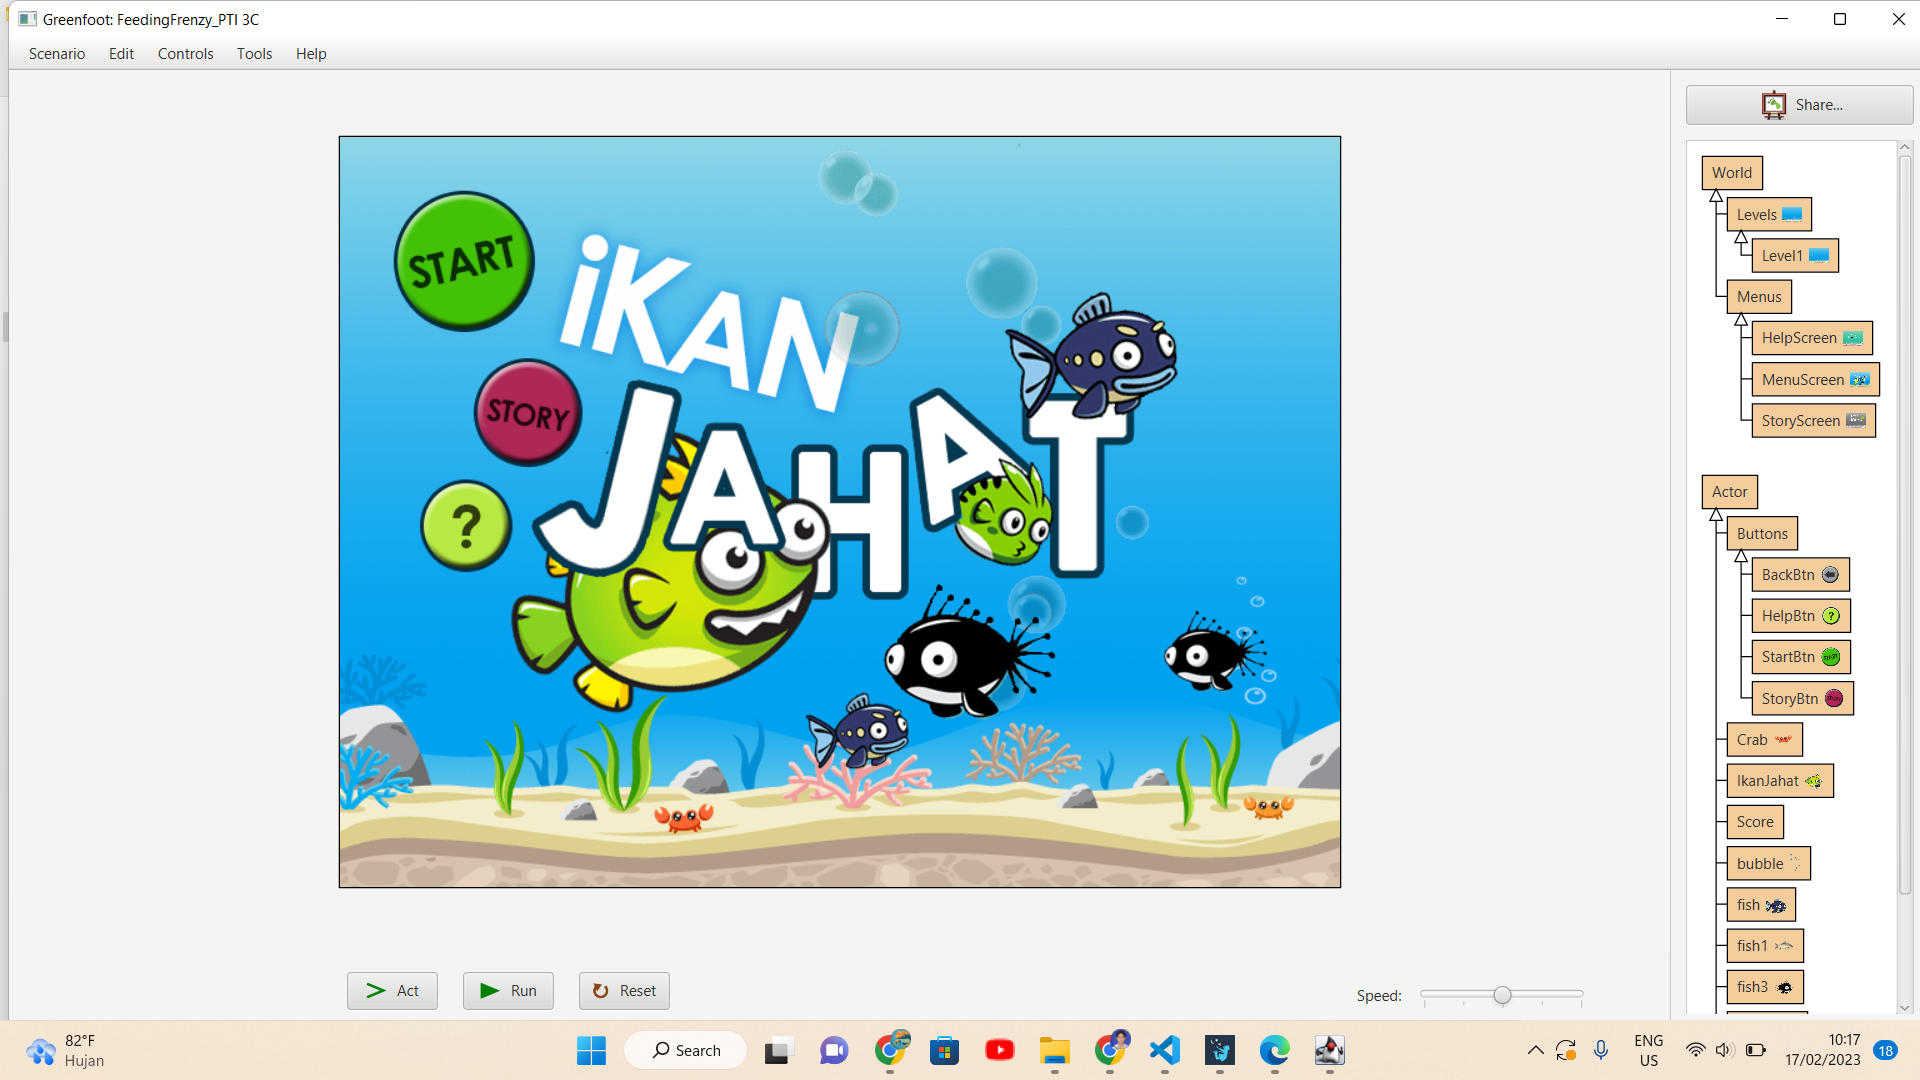 Greenfoot: FeedingFrenzy_PTI 3C
Scenario Edit Controls Tools Help
Share...
World
Levels
Level1
Menus
HelpScreen
MenuScreen
StoryScreen
Actor
Buttons
BackBtn
HelpBtn
StartBtn
StoryBtn
Crab
IkanJahat
Score
bubble
fish
fish1
fish3
START
iKAN
STORY
JAHAT
?
Act Run Reset
Speed:
82°F
Hujan
Search
ENG
US
10:17
17/02/2023
18